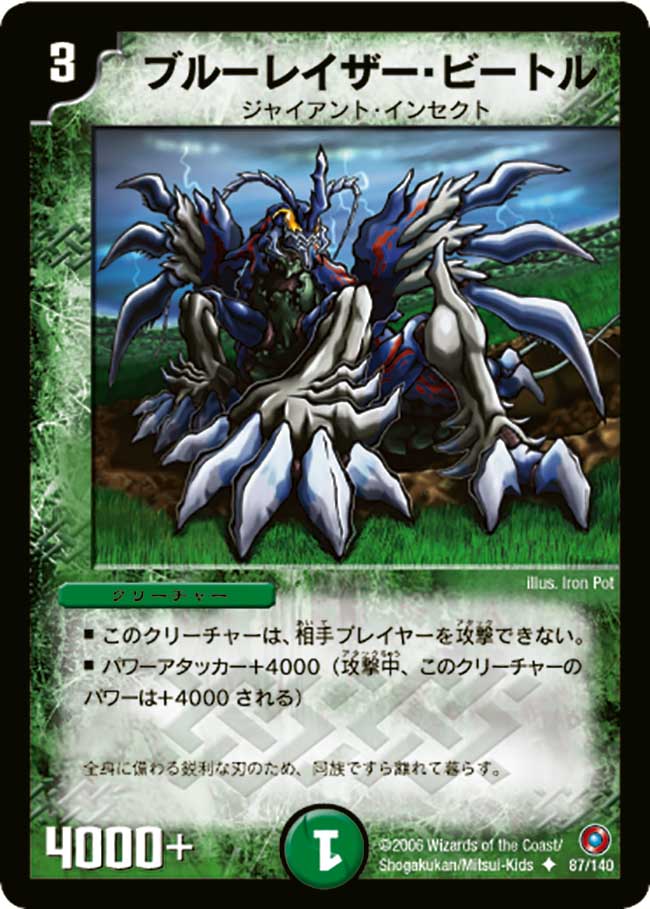 3
ブルーレイザー・ビートル
ジャイアント・インセクト
illus. Iron Pot
クリーチャー
■ このクリーチャーは、相手プレイヤーを攻撃できない。
■ パワーアタッカー+4000（攻撃中、このクリーチャーの
パワーは+4000 される）
全身に備わる鋭利な刃のため、同族ですら離れて暮らす。
4000+
1
©2006 Wizards of the Coast/
Shogakukan/Mitsui-Kids ♦ 87/140